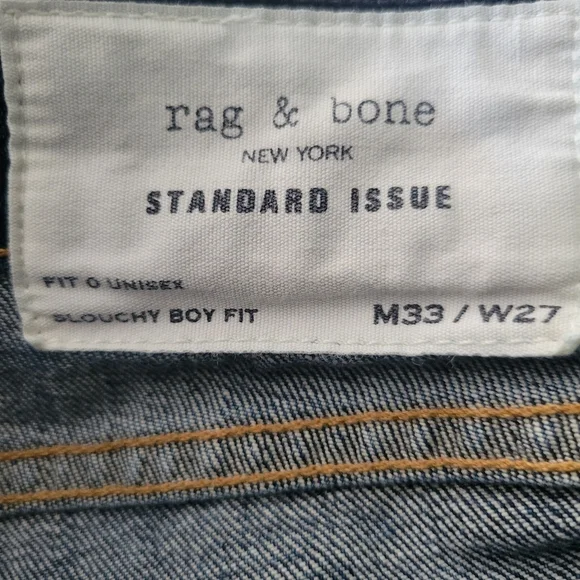 rag & bone
NEW YORK
STANDARD ISSUE
FIT 0 UNISEX
SLOUCHY BOY FIT
M33 / W27